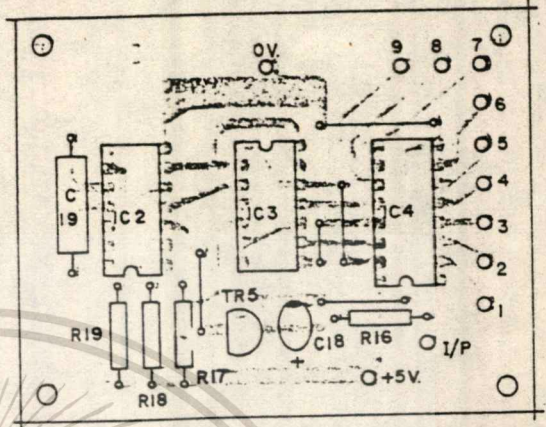 0V.
9 8 7
6
5
C
19
IC2
IC3
IC4
4
3
2
1
TR5
C18
+
R16
R19
R17
R18
I/P
+5V.